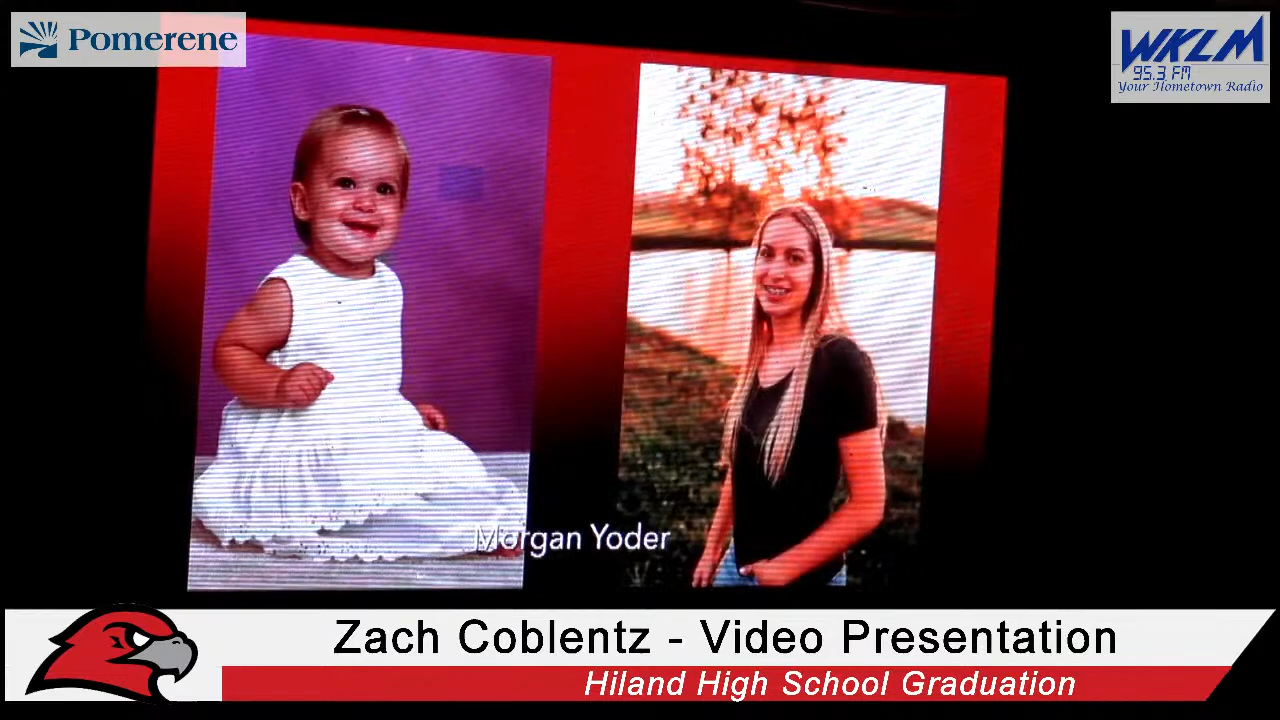 Pomerene
WKLM
95.3 FM
Your Hometown Radio
Morgan Yoder
Zach Coblentz - Video Presentation
Hiland High School Graduation